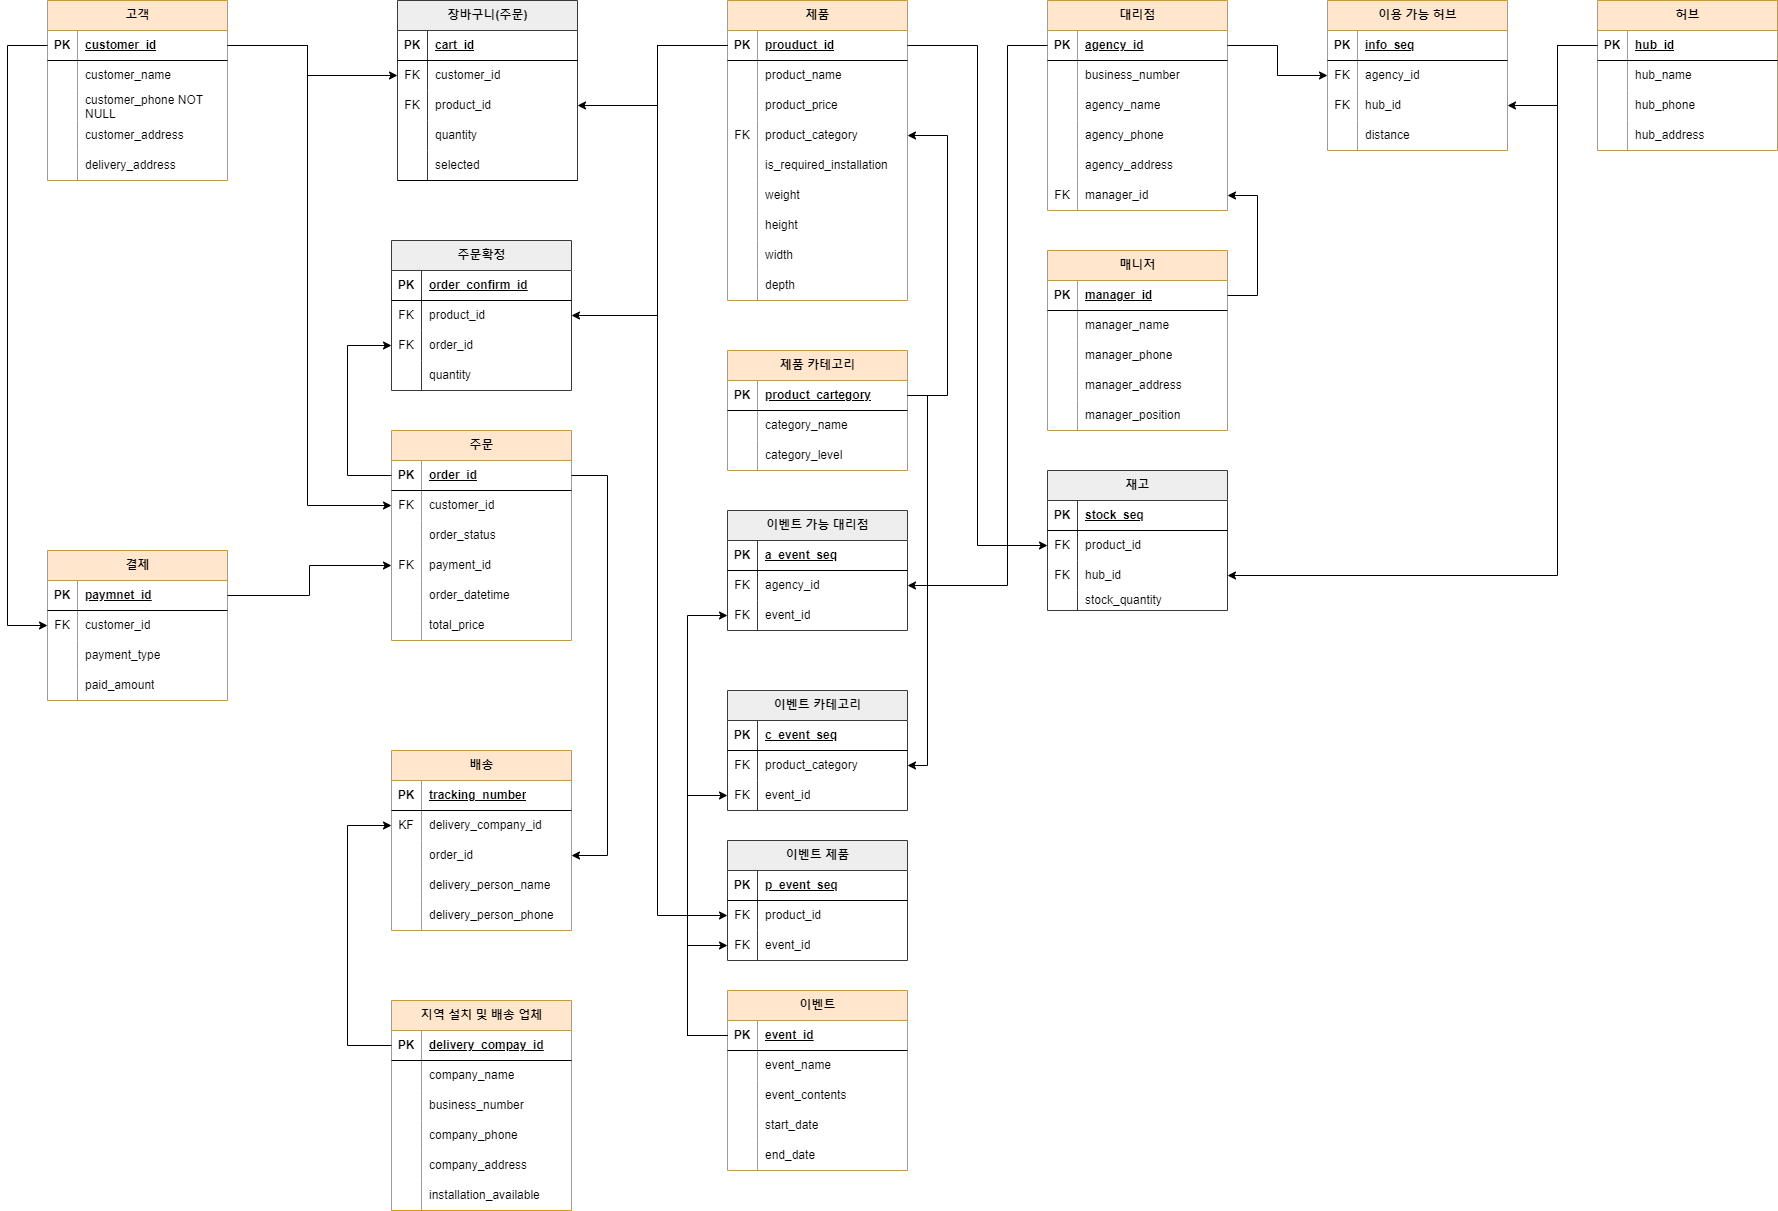 고객
PK customer_id
customer_name
customer_phone NOT
NULL
customer_address
delivery_address
장바구니(주문)
PK cart_id
FK customer_id
FK product_id
quantity
selected
제품
PK prouduct_id
product_name
product_price
FK product_category
is_required_installation
weight
height
width
depth
대리점
PK agency_id
business_number
agency_name
agency_phone
agency_address
FK manager_id
이용 가능 허브
PK info_seq
FK agency_id
FK hub_id
distance
허브
PK hub_id
hub_name
hub_phone
hub_address
주문확정
PK order_confirm_id
FK product_id
FK order_id
quantity
매니저
PK manager_id
manager_name
manager_phone
manager_address
manager_position
제품 카테고리
PK product_cartegory
category_name
category_level
주문
PK order_id
FK customer_id
order_status
FK payment_id
order_datetime
total_price
재고
PK stock_seq
FK product_id
FK hub_id
stock_quantity
이벤트 가능 대리점
PK a_event_seq
FK agency_id
FK event_id
결제
PK paymnet_id
FK customer_id
payment_type
paid_amount
이벤트 카테고리
PK c_event_seq
FK product_category
FK event_id
배송
PK tracking_number
KF delivery_company_id
order_id
delivery_person_name
delivery_person_phone
이벤트 제품
PK p_event_seq
FK product_id
FK event_id
이벤트
PK event_id
event_name
event_contents
start_date
end_date
지역 설치 및 배송 업체
PK delivery_compay_id
company_name
business_number
company_phone
company_address
installation_available